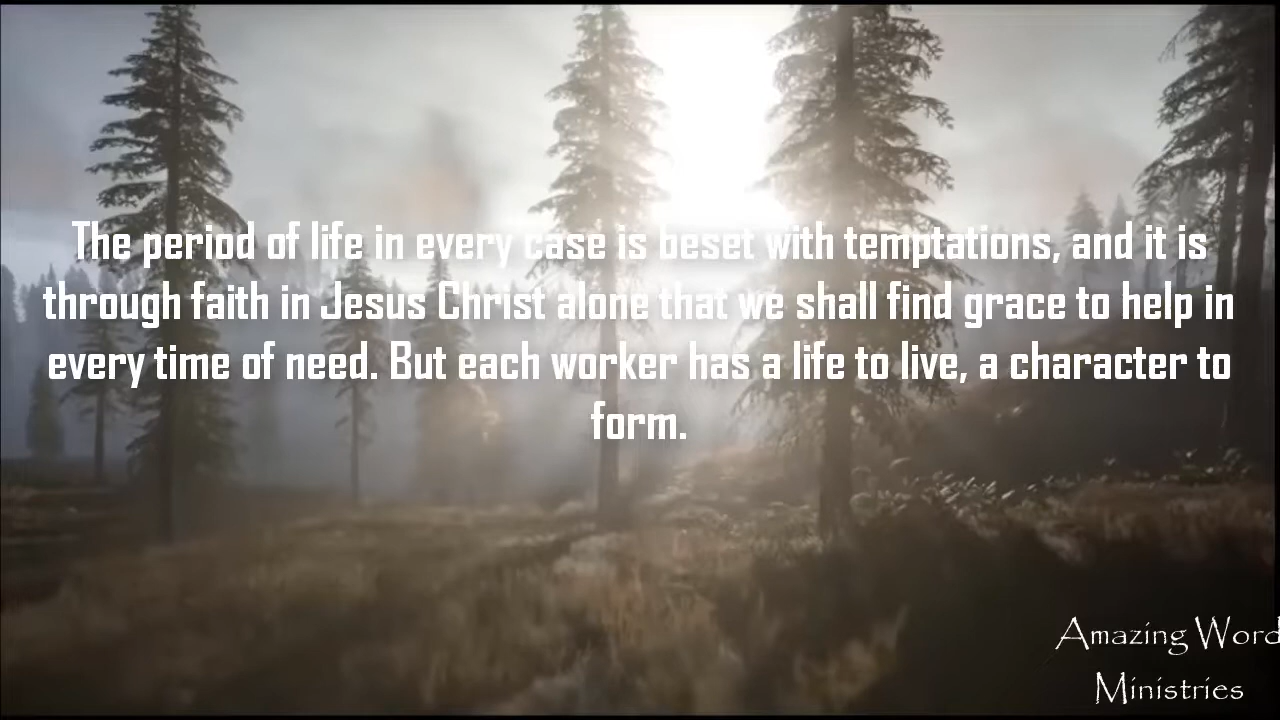 The period of life in every case is beset with temptations, and it is
through faith in Jesus Christ alone that we shall find grace to help in
every time of need. But each worker has a life to live, a character to
form.
Amazing Word
Ministries